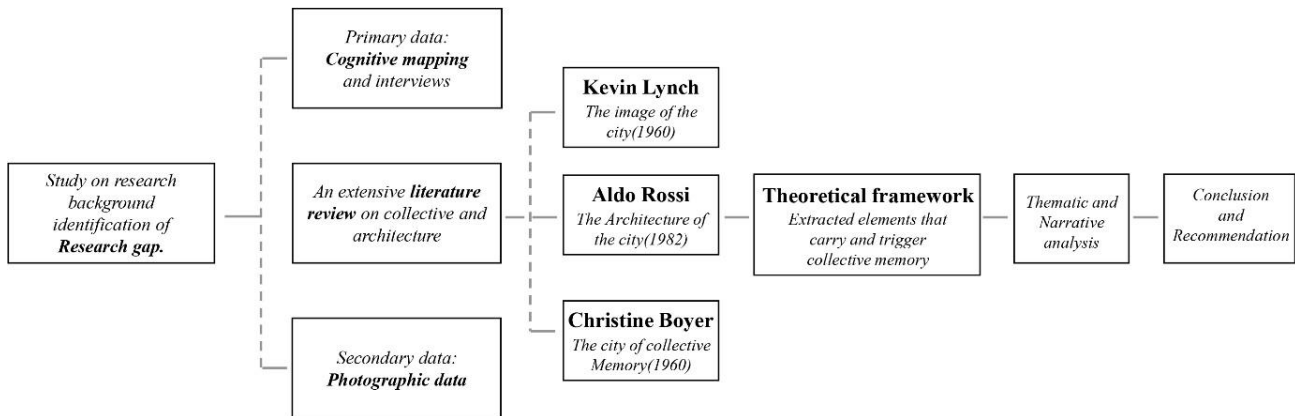 Study on research
background
identification of
Research gap.
Primary data:
Cognitive mapping
and interviews
An extensive literature
review on collective and
architecture
Secondary data:
Photographic data
Kevin Lynch
The image of the
city(1960)
Aldo Rossi
The Architecture of
the city(1982)
Christine Boyer
The city of collective
Memory(1960)
Theoretical framework
Extracted elements that
carry and trigger
collective memory
Thematic and
Narrative
analysis
Conclusion
and
Recommendation